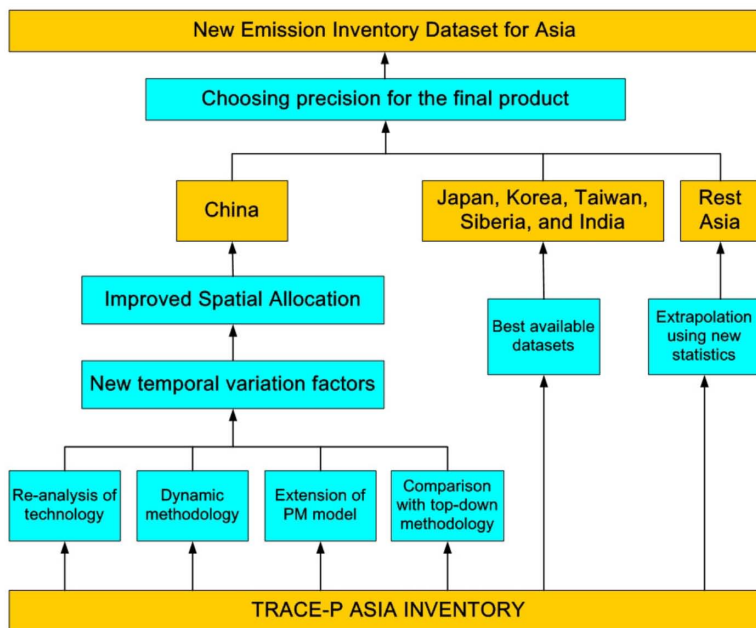 New Emission Inventory Dataset for Asia
Choosing precision for the final product
China
Japan, Korea, Taiwan,
Siberia, and India
Rest
Asia
Improved Spatial Allocation
Best available
datasets
Extrapolation
using new
statistics
New temporal variation factors
Re-analysis of
technology
Dynamic
methodology
Extension of
PM model
Comparison
with top-down
methodology
TRACE-P ASIA INVENTORY